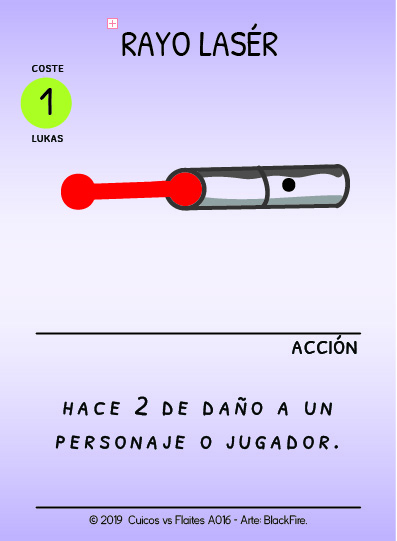 RAYO LASÉR
COSTE
1
LUKAS
ACCIÓN
HACE 2 DE DAÑO A UN
PERSONAJE O JUGADOR.
© 2019 Cuicos vs Flaites A016 - Arte: BlackFire.